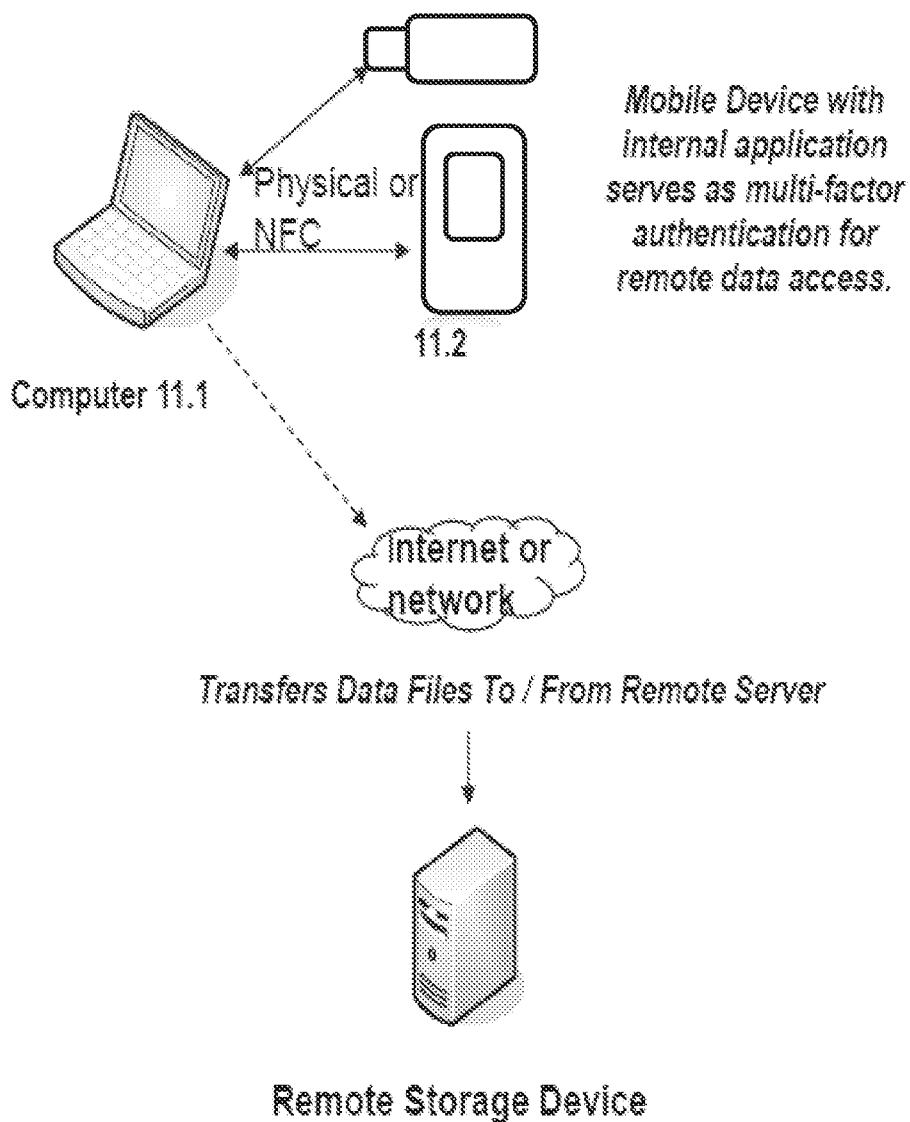 Mobile Device with
internal application
serves as multi-factor
authentication for
remote data access.
Physical or
NFC
11.2
Computer 11.1
Internet or
network
Transfers Data Files To / From Remote Server
Remote Storage Device